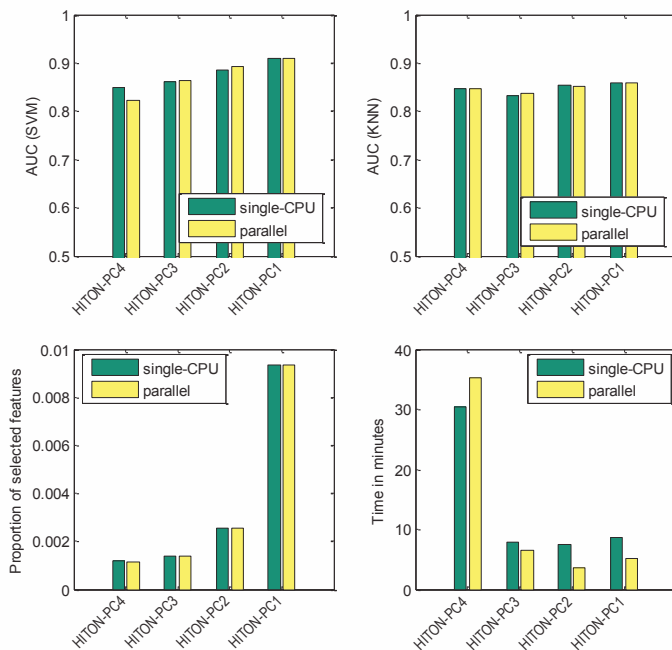 1
0.9
0.8
0.7
0.6
0.5
AUC (SVM)
single-CPU
parallel
HITON-PC4
HITON-PC3
HITON-PC2
HITON-PC1
1
0.9
0.8
0.7
0.6
0.5
AUC (KNN)
single-CPU
parallel
HITON-PC4
HITON-PC3
HITON-PC2
HITON-PC1
0.01
0.008
0.006
0.004
0.002
0
Proportion of selected features
single-CPU
parallel
HITON-PC4
HITON-PC3
HITON-PC2
HITON-PC1
40
30
20
10
0
Time in minutes
single-CPU
parallel
HITON-PC4
HITON-PC3
HITON-PC2
HITON-PC1